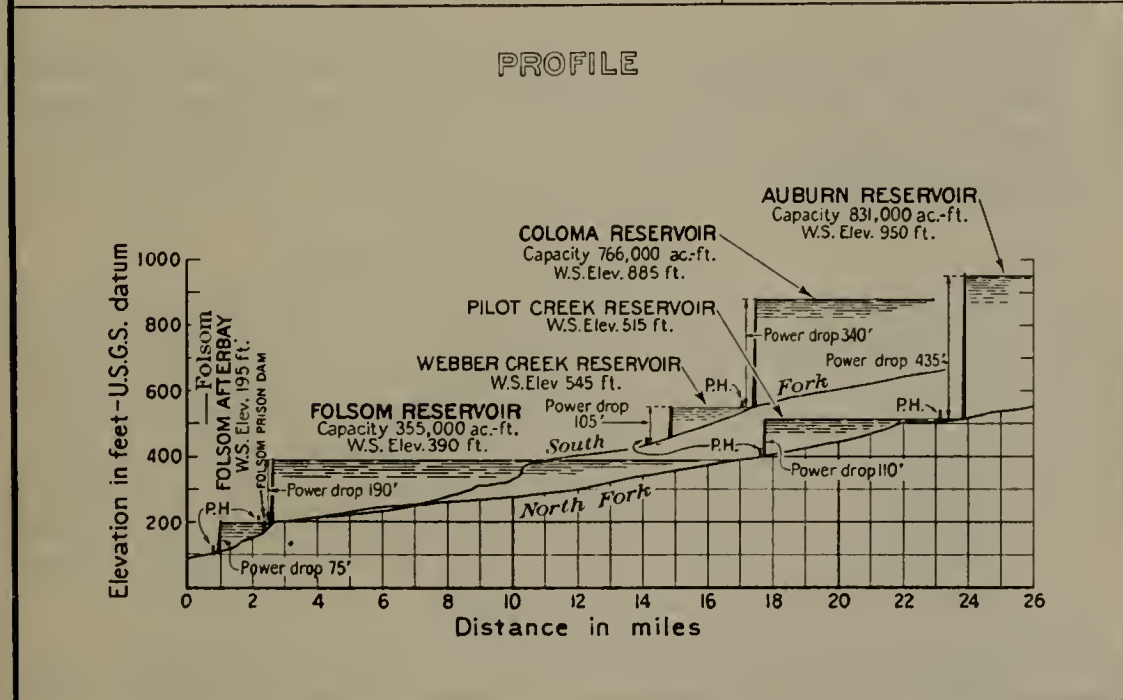 PROFILE
AUBURN RESERVOIR
Capacity 831,000 ac.-ft.
W.S. Elev. 950 ft.
COLOMA RESERVOIR
Capacity 766,000 ac.-ft.
W.S. Elev. 885 ft.
PILOT CREEK RESERVOIR
W.S. Elev. 515 ft.
WEBBER CREEK RESERVOIR
W.S. Elev 545 ft.
FOLSOM RESERVOIR
Capacity 355,000 ac.-ft.
W.S. Elev. 390 ft.
Folsom
FOLSOM AFTERBAY
W.S. Elev. 195 ft.
FOLSOM PRISON DAM
Power drop 340'
Power drop 435'
Power drop
105'
P.H.
Fork
P.H.
South
P.H.
Power drop 110'
Power drop 190'
North Fork
P.H.
Power drop 75'
Elevation in feet-U.S.G.S. datum
1000
800
600
400
200
0 2 4 6 8 10 12 14 16 18 20 22 24 26
Distance in miles